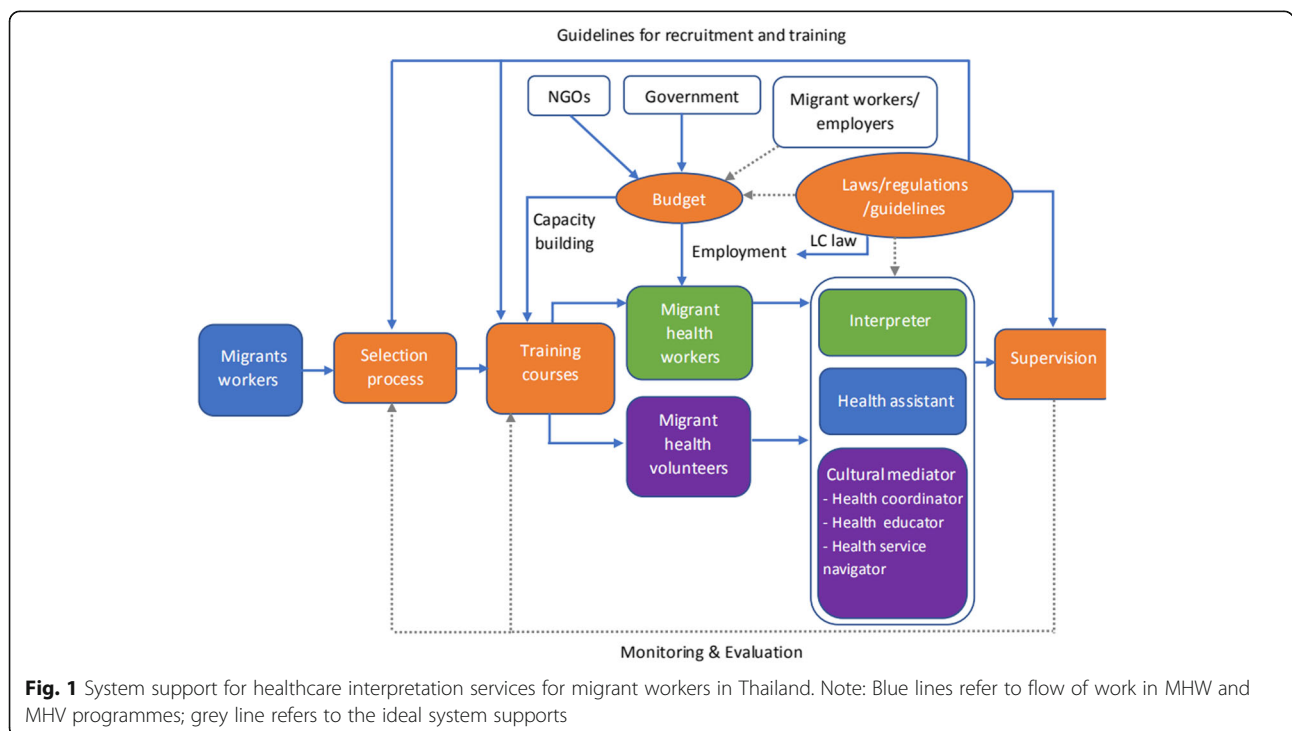 Guidelines for recruitment and training
NGOs
Government
Migrant workers/
employers
Budget
Laws/regulations
/guidelines
Capacity
building
Employment
LC law
Migrants
workers
Selection
process
Training
courses
Migrant
health
workers
Migrant
health
volunteers
Interpreter
Health assistant
Cultural mediator
- Health coordinator
- Health educator
- Health service
navigator
Supervision
Monitoring & Evaluation
Fig. 1 System support for healthcare interpretation services for migrant workers in Thailand. Note: Blue lines refer to flow of work in MHW and
MHV programmes; grey line refers to the ideal system supports